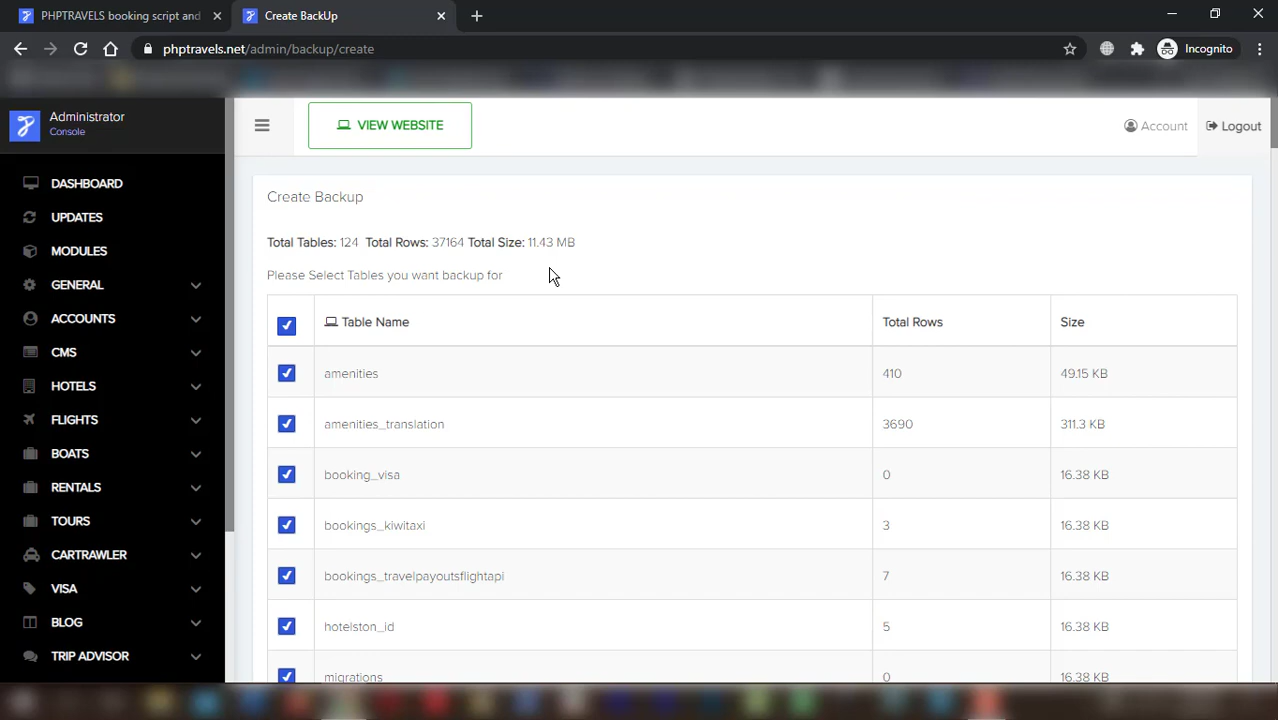 PHPTRAVELS booking script and
Create BackUp
phptravels.net/admin/backup/create
Incognito
Administrator
Console
VIEW WEBSITE
Account
Logout
DASHBOARD
UPDATES
MODULES
GENERAL
ACCOUNTS
CMS
HOTELS
FLIGHTS
BOATS
RENTALS
TOURS
CARTRAWLER
VISA
BLOG
TRIP ADVISOR
Create Backup
Total Tables: 124 Total Rows: 37164 Total Size: 11.43 MB
Please Select Tables you want backup for
Table Name Total Rows Size
amenities 410 49.15 KB
amenities_translation 3690 311.3 KB
booking_visa 0 16.38 KB
bookings_kiwitaxi 3 16.38 KB
bookings_travelpayoutsflightapi 7 16.38 KB
hotelston_id 5 16.38 KB
migrations 0 16.38 KB